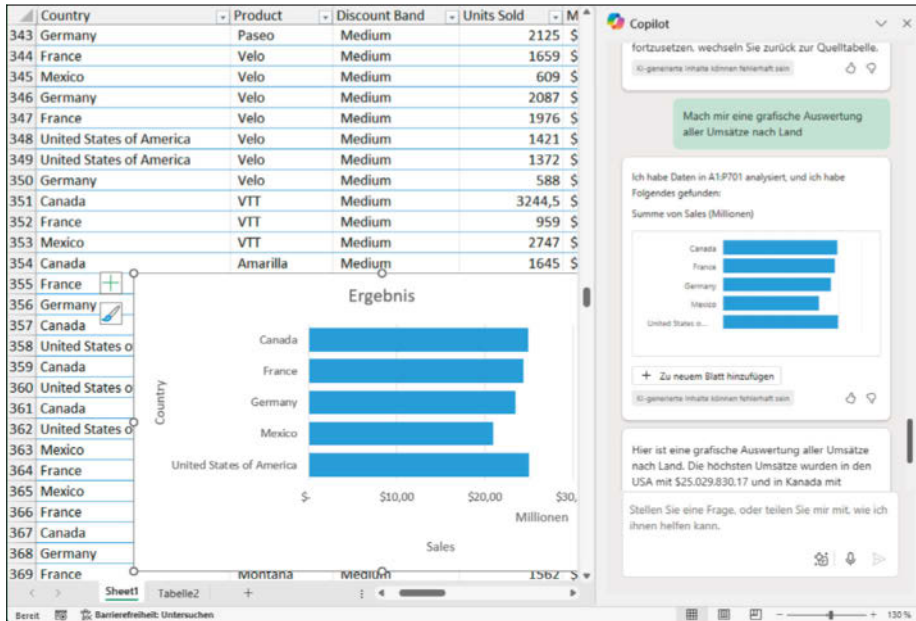 Country Product Discount Band Units Sold M
343 Germany Paseo Medium 2125 $
344 France Velo Medium 1659 $
345 Mexico Velo Medium 609 $
346 Germany Velo Medium 2087 $
347 France Velo Medium 1976 $
348 United States of America Velo Medium 1421 $
349 United States of America Velo Medium 1372 $
350 Germany Velo Medium 588 $
351 Canada VTT Medium 3244,5 $
352 France VTT Medium 959 $
353 Mexico VTT Medium 2747 $
354 Canada Amarilla Medium 1645 $
355 France
356 Germany
357 Canada
358 United States o
359 Canada
360 United States o
361 Canada
362 United States o
363 Mexico
364 France
365 Mexico
366 France
367 Canada
368 Germany
369 France Montana Medium 1562 $
Ergebnis
Country
Canada
France
Germany
Mexico
United States of America
$- $10,00 $20,00 $30,
Millionen
Sales
Sheet1 Tabelle2 +
Bereit Barrierefreiheit: Untersuchen
130 %
Copilot
fortzusetzen, wechseln Sie zurück zur Quelltabelle.
KI-generierte Inhalte können fehlerhaft sein
Mach mir eine grafische Auswertung
aller Umsätze nach Land
Ich habe Daten in A1:P701 analysiert, und ich habe
Folgendes gefunden:
Summe von Sales (Millionen)
Canada
France
Germany
Mexico
United States o...
+ Zu neuem Blatt hinzufügen
KI-generierte Inhalte können fehlerhaft sein
Hier ist eine grafische Auswertung aller Umsätze
nach Land. Die höchsten Umsätze wurden in den
USA mit $25.029.830.17 und in Kanada mit
Stellen Sie eine Frage, oder teilen Sie mir mit, wie ich
ihnen helfen kann.